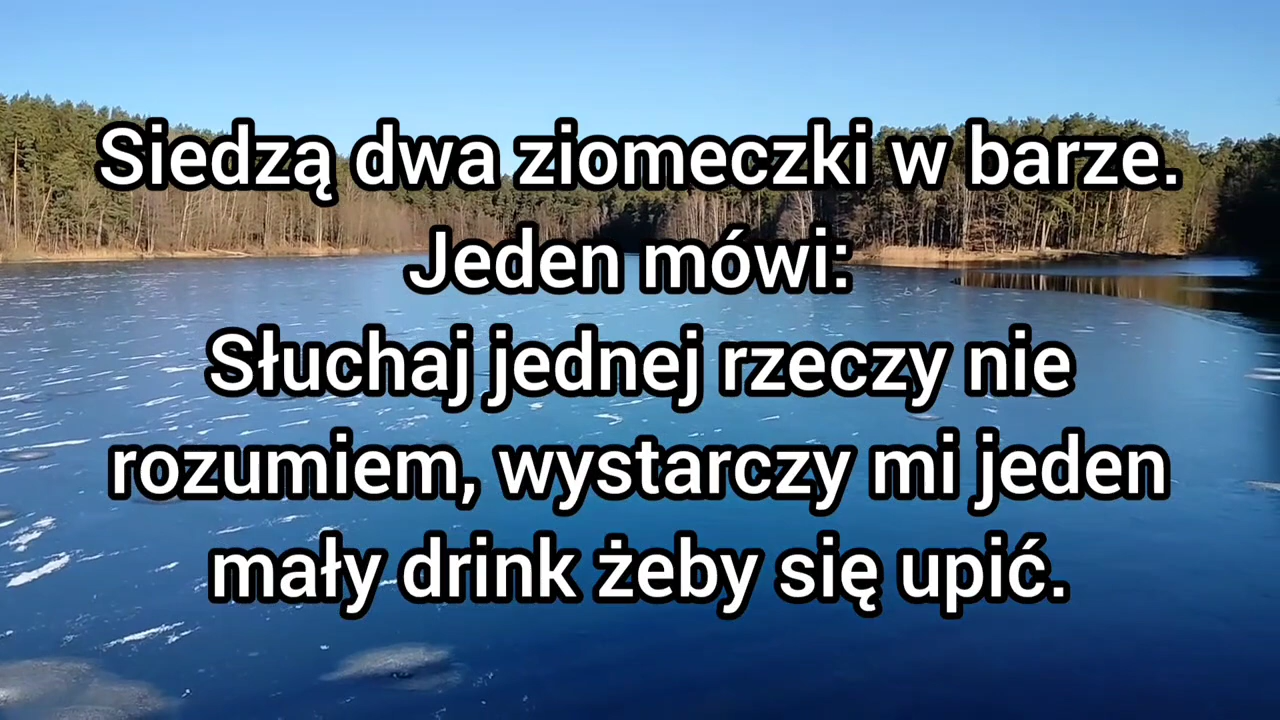 Siedzą dwa ziomeczki w barze.
Jeden mówi:
Słuchaj jednej rzeczy nie
rozumiem, wystarczy mi jeden
mały drink żeby się upić.